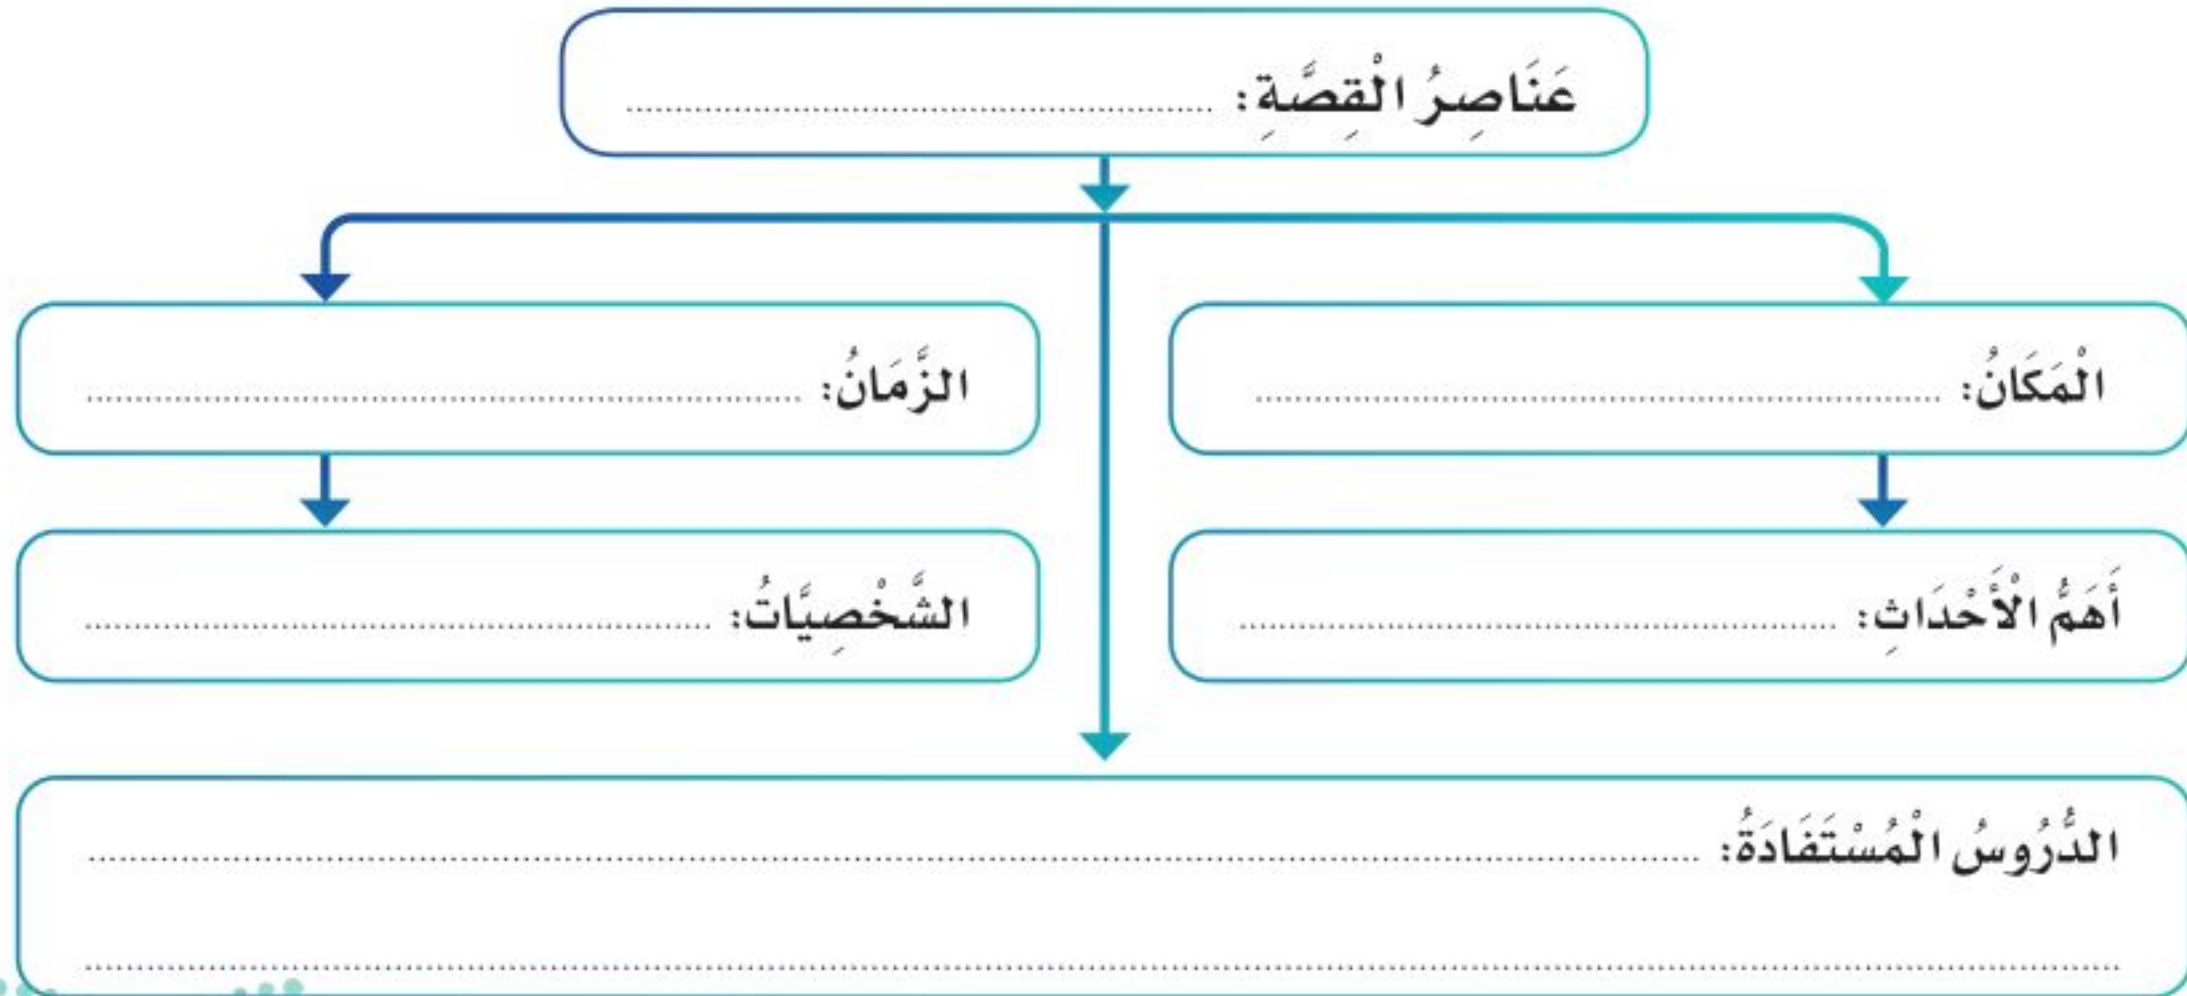 عَنَاصِرُ الْقِصَّةِ: ........................................
الْمَكَانُ: ........................................
الزَّمَانُ: ........................................
أَهَمُّ الْأَحْدَاثِ: ........................................
الشَّخْصِيَّاتُ: ........................................
الدُّرُوسُ الْمُسْتَفَادَةُ: ........................................